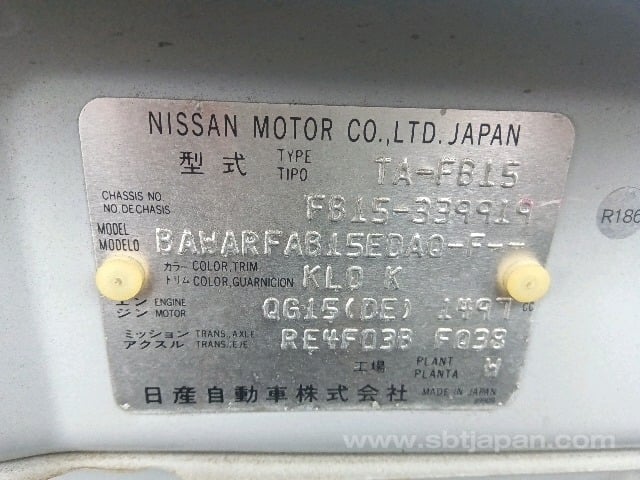 NISSAN MOTOR CO.,LTD. JAPAN
型式 TYPE TIPO TA-FB15
CHASSIS NO. NO. DE CHASIS FB15-339919
MODEL MODELO BAWARFAB15EDAQ-F--
カラー COLOR, TRIM
トリム COLOR, GUARNICION KL0 K
エンジン ENGINE MOTOR QG15(DE) 1497 cc
ミッション TRANS., AXLE
アクスル TRANS., EJE RE4F03B F038
工場 PLANT PLANTA W
日産自動車株式会社 MADE IN JAPAN
R186
www.sbtjapan.com